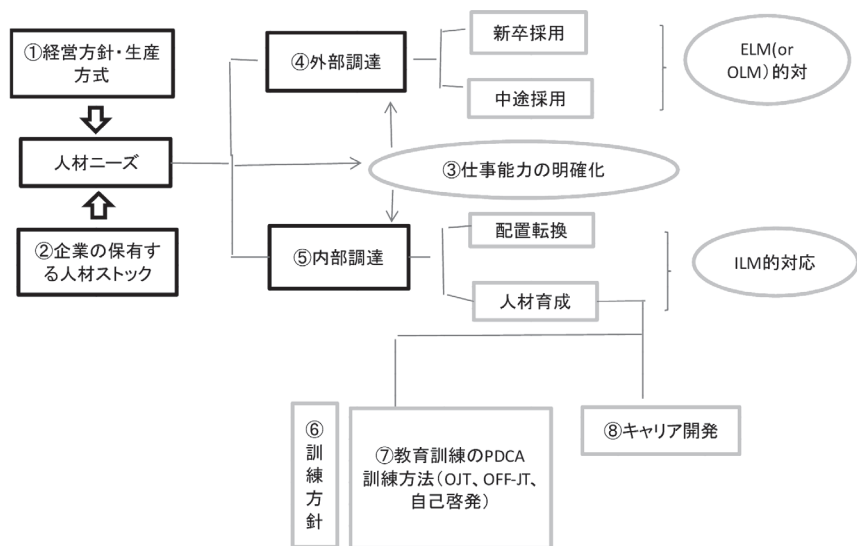 ①経営方針・生産
方式
人材ニーズ
②企業の保有す
る人材ストック
④外部調達
新卒採用
中途採用
ELM(or
OLM)的対
③仕事能力の明確化
⑤内部調達
配置転換
人材育成
ILM的対応
⑥
訓
練
方
針
⑦教育訓練のPDCA
訓練方法(OJT、OFF-JT、
自己啓発)
⑧キャリア開発